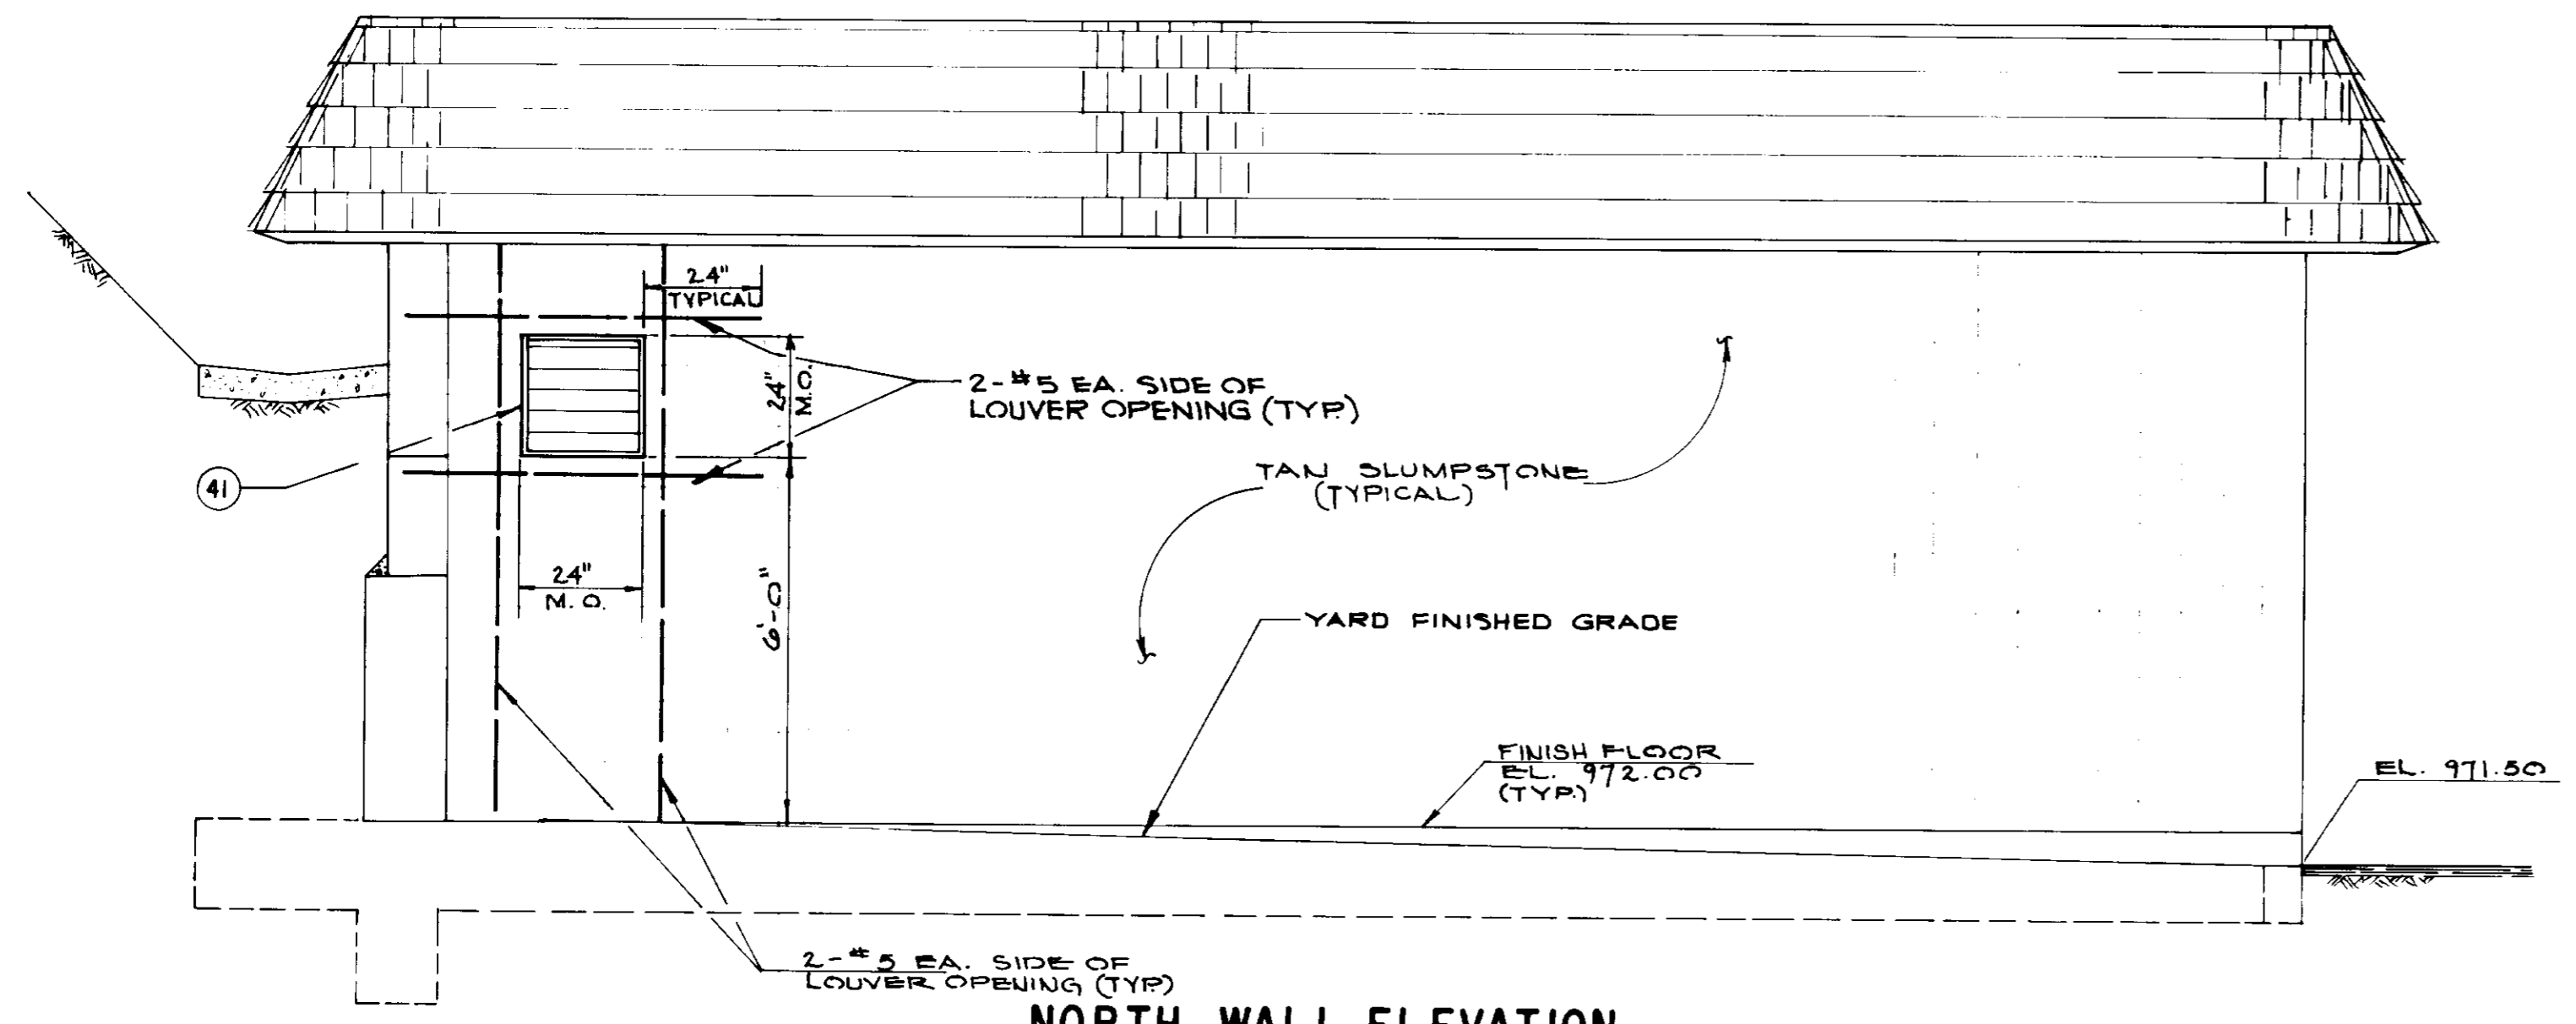 24"
TYPICAL
24"
M.O.
2-#5 EA. SIDE OF
LOUVER OPENING (TYP.)
TAN SLUMPSTONE
(TYPICAL)
41
24"
M.O.
6'-0"
YARD FINISHED GRADE
FINISH FLOOR
EL. 972.00
(TYP.)
EL. 971.50
2-#5 EA. SIDE OF
LOUVER OPENING (TYP.)
NORTH WALL ELEVATION